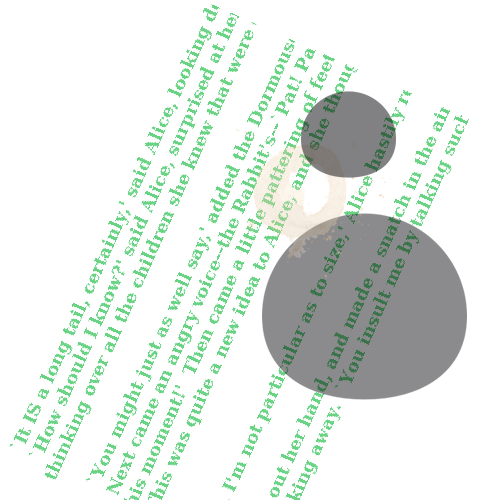 `It IS a long tail, certainly,' said Alice, looking
`How should I know?' said Alice, surprised at
thinking over all the children she knew that were
`You might just as well say,' added the Dormouse
Next came an angry voice--the Rabbit's--`Pat! Pa
his moment!' Then came a little pattering of feet
This was quite a new idea to Alice, and she thoug
`I'm not particular as to size,' Alice hastily
out her hand, and made a snatch in the air
king away. `You insult me by talking such